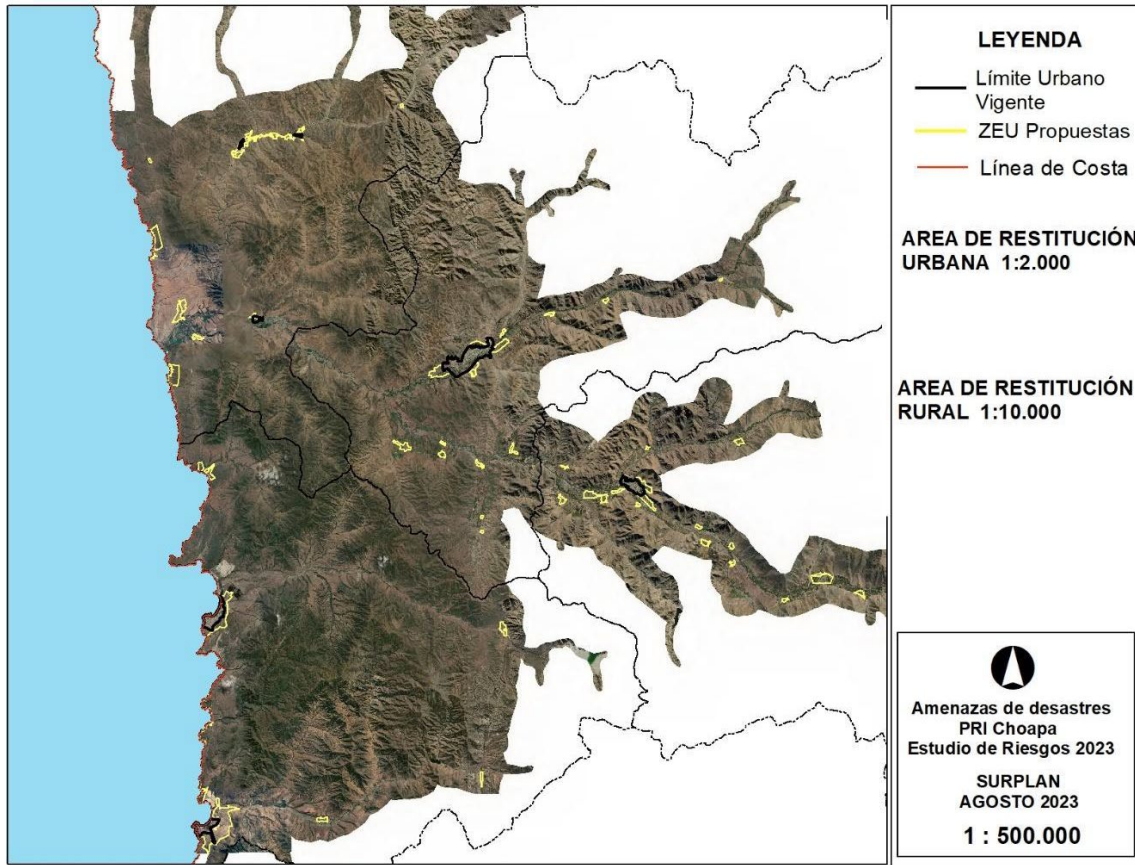 LEYENDA
Límite Urbano
Vigente
ZEU Propuestas
Línea de Costa
AREA DE RESTITUCIÓN
URBANA 1:2.000
AREA DE RESTITUCIÓN
RURAL 1:10.000
Amenazas de desastres
PRI Choapa
Estudio de Riesgos 2023
SURPLAN
AGOSTO 2023
1 : 500.000